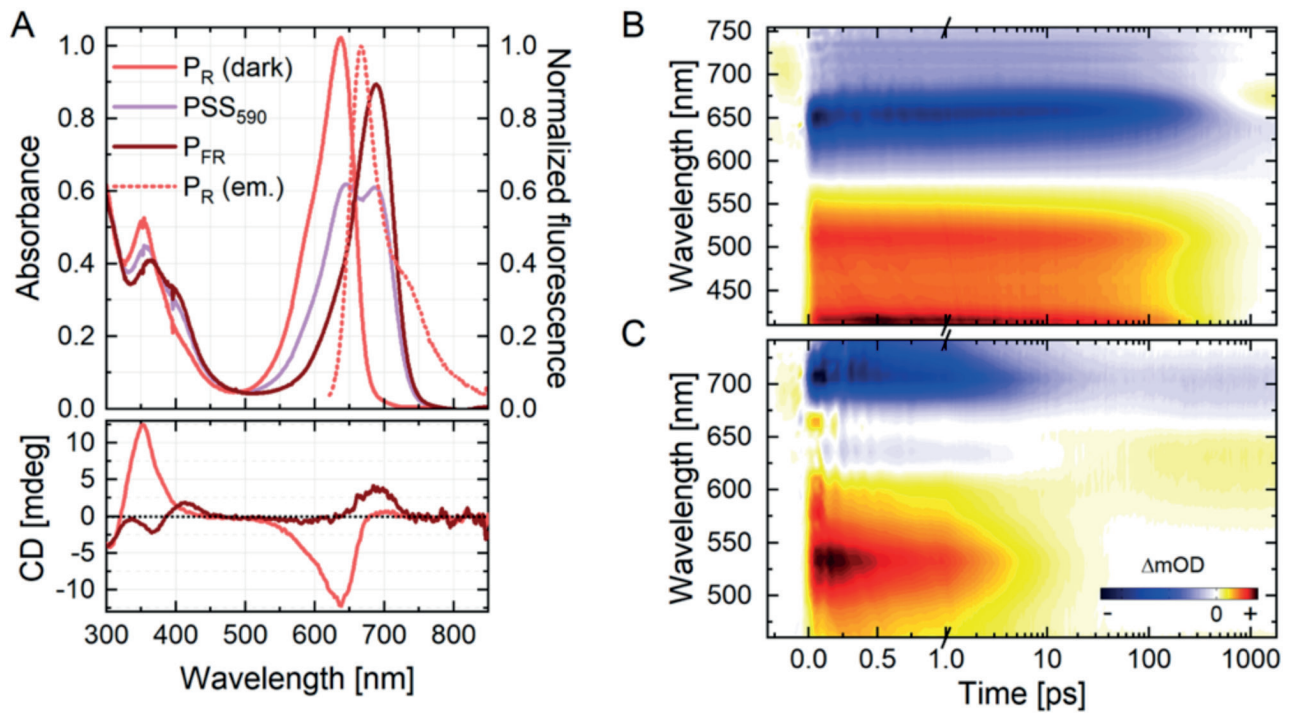 A
Absorbance
1.0
0.8
0.6
0.4
0.2
0.0
P_R (dark)
PSS_590
P_FR
P_R (em.)
1.0
0.8
0.6
0.4
0.2
0.0
Normalized fluorescence
CD [mdeg]
10
5
0
-5
-10
300 400 500 600 700 800
Wavelength [nm]
B
Wavelength [nm]
750
700
650
600
550
500
450
C
Wavelength [nm]
700
650
600
550
500
ΔmOD
- 0 +
0.0 0.5 1.0 10 100 1000
Time [ps]